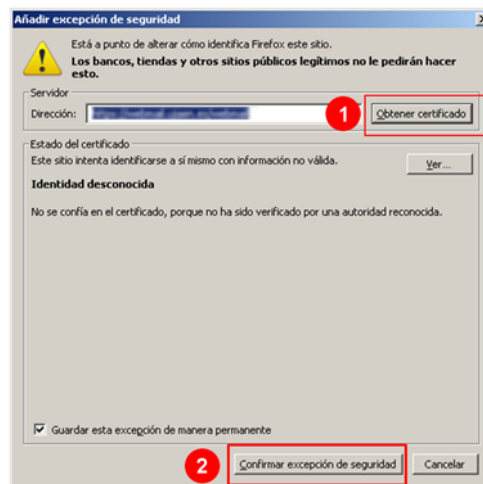 Añadir excepción de seguridad
Está a punto de alterar cómo identifica Firefox este sitio.
Los bancos, tiendas y otros sitios públicos legítimos no le pedirán hacer
esto.
Servidor
Dirección:
1
Obtener certificado
Estado del certificado
Este sitio intenta identificarse a sí mismo con información no válida.
Ver...
Identidad desconocida
No se confía en el certificado, porque no ha sido verificado por una autoridad reconocida.
Guardar esta excepción de manera permanente
2
Confirmar excepción de seguridad
Cancelar